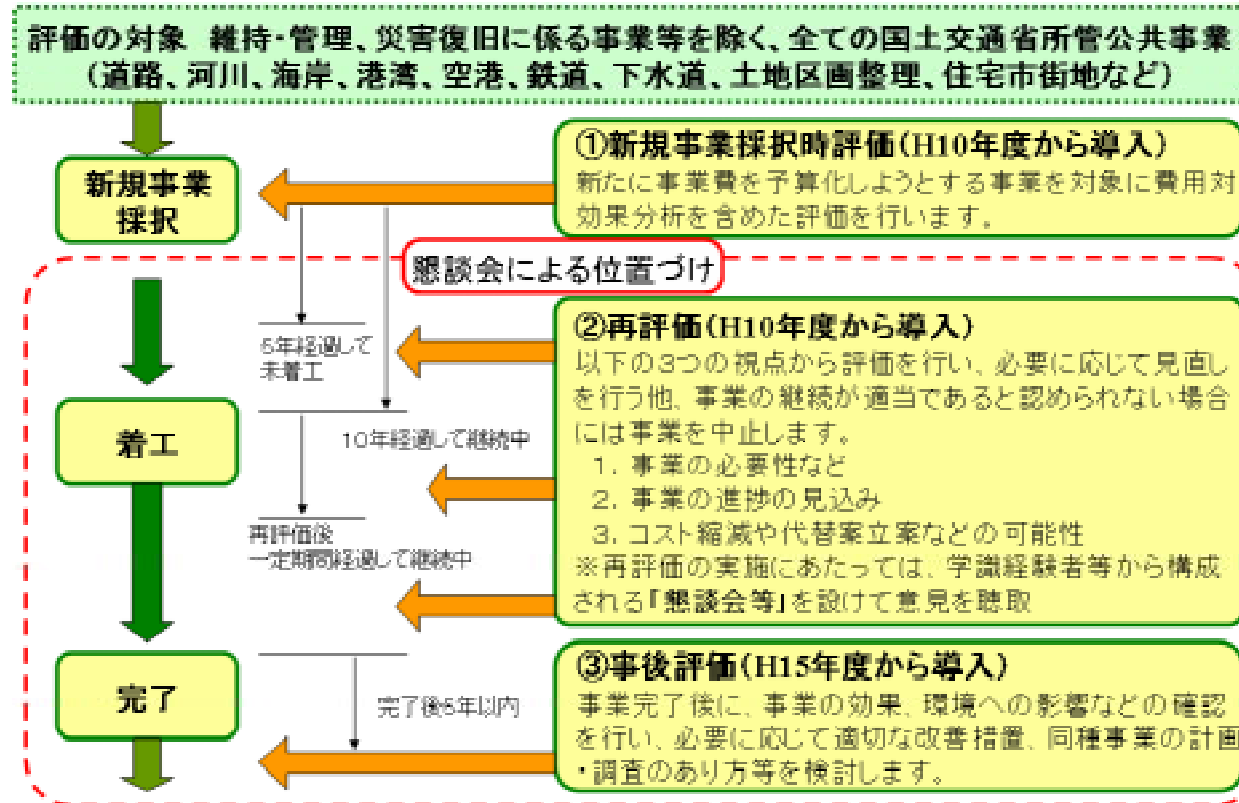 評価の対象 維持・管理、災害復旧に係る事業等を除く、全ての国土交通省所管公共事業
（道路、河川、海岸、港湾、空港、鉄道、下水道、土地区画整理、住宅市街地など）
新規事業
採択
①新規事業採択時評価（H10年度から導入）
新たに事業費を予算化しようとする事業を対象に費用対
効果分析を含めた評価を行います。
懇談会による位置づけ
5年経過して
未着工
②再評価（H10年度から導入）
以下の3つの視点から評価を行い、必要に応じて見直し
を行う他、事業の継続が適当であると認められない場合
には事業を中止します。
1. 事業の必要性など
2. 事業の進捗の見込み
3. コスト縮減や代替案立案などの可能性
※再評価の実施にあたっては、学識経験者等から構成
される「懇談会等」を設けて意見を聴取
着工
10年経過して継続中
再評価後
一定期間経過して継続中
完了
完了後5年以内
③事後評価（H15年度から導入）
事業完了後に、事業の効果、環境への影響などの確認
を行い、必要に応じて適切な改善措置、同種事業の計画
・調査のあり方等を検討します。